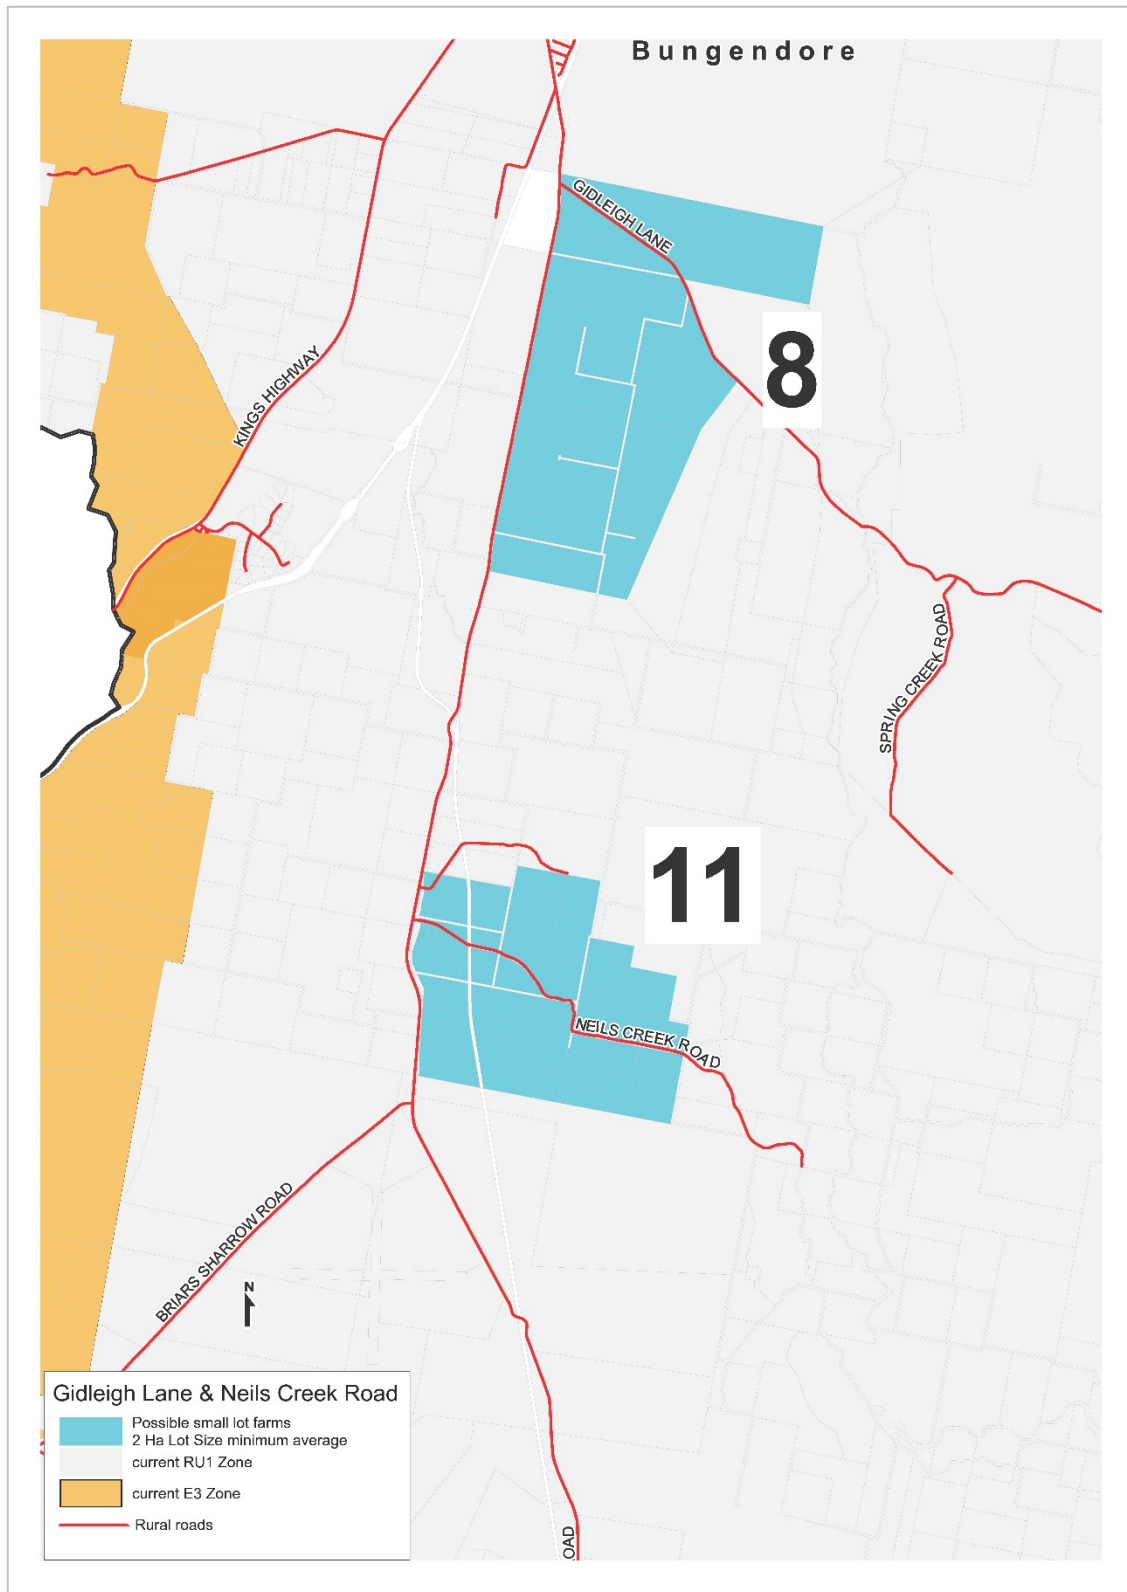 Bungendore
GIDLEIGH LANE
8
KINGS HIGHWAY
SPRING CREEK ROAD
11
NEILS CREEK ROAD
BRIARS SHARROW ROAD
N
Gidleigh Lane & Neils Creek Road
Possible small lot farms
2 Ha Lot Size minimum average
current RU1 Zone
current E3 Zone
Rural roads
OAD